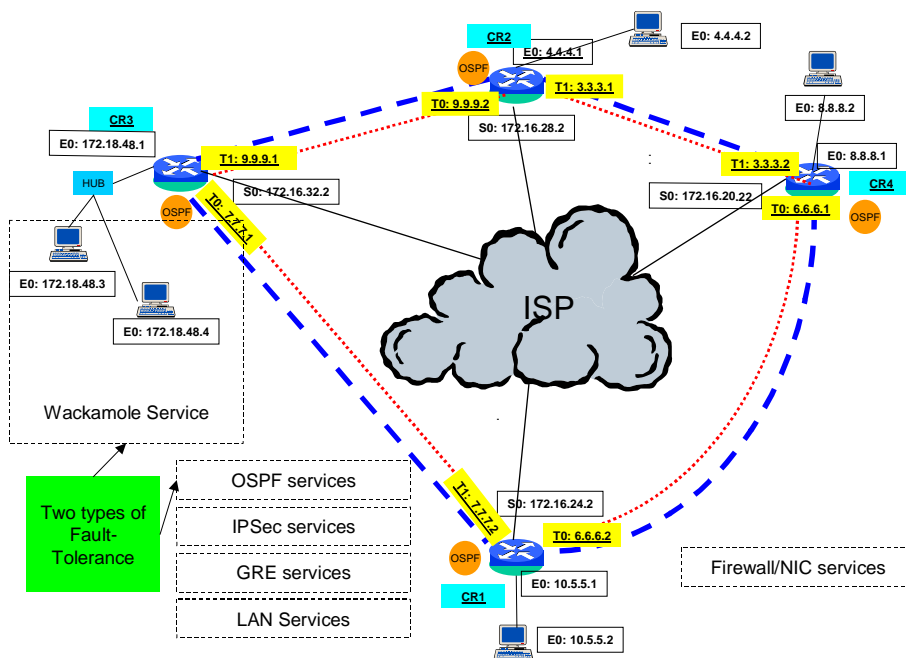 CR2
E0: 4.4.4.1
E0: 4.4.4.2
OSPF
T1: 3.3.3.1
T0: 9.9.9.2
E0: 8.8.8.2
CR3
E0: 172.18.48.1
S0: 172.16.28.2
T1: 9.9.9.1
T1: 3.3.3.2
E0: 8.8.8.1
HUB
S0: 172.16.32.2
S0: 172.16.20.22
CR4
T0: 6.6.6.1
OSPF
OSPF
T0: 7.7.7.1
E0: 172.18.48.3
ISP
E0: 172.18.48.4
Wackamole Service
Two types of
Fault-
Tolerance
OSPF services
IPSec services
GRE services
LAN Services
T1: 7.7.7.2
S0: 172.16.24.2
T0: 6.6.6.2
OSPF
E0: 10.5.5.1
CR1
E0: 10.5.5.2
Firewall/NIC services